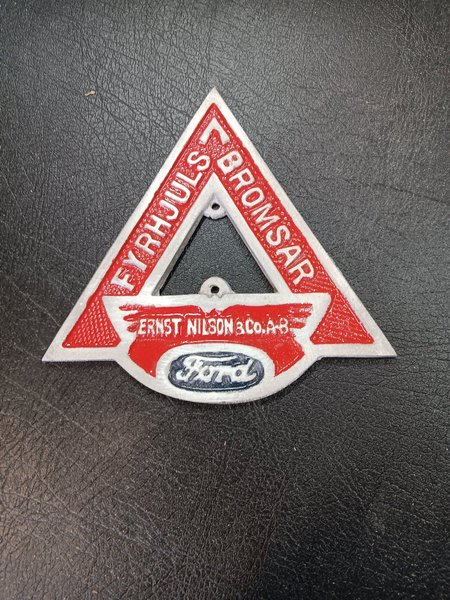 FYRHJULS
BROMSAR
ERNST NILSON & Co. A-B.
Ford